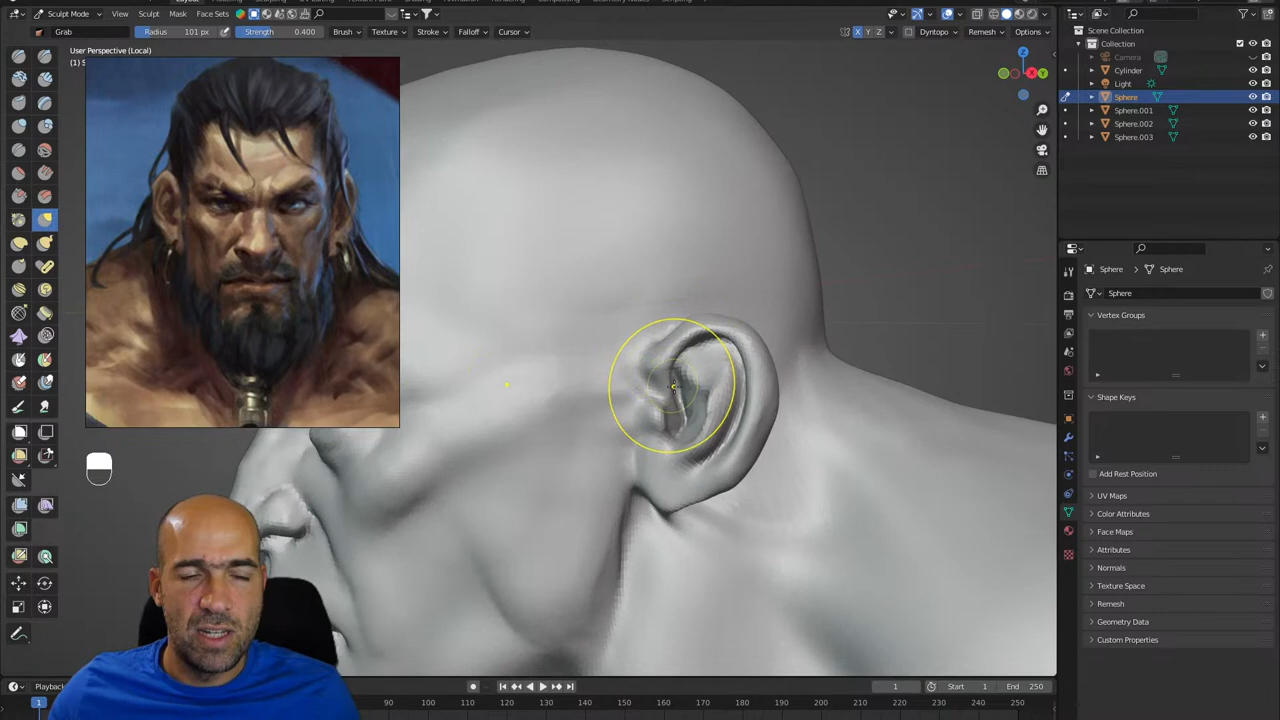 Sculpt Mode View Sculpt Mask Face Sets Options
Grab Radius 101 px Strength 0.400 Brush Texture Stroke Falloff Cursor X Y Z Dyntopo Remesh Options
User Perspective (Local)
Scene Collection
Collection
Camera
Cylinder
Light
Sphere
Sphere.001
Sphere.002
Sphere.003
Sphere Sphere
Sphere
Vertex Groups
Shape Keys
Add Rest Position
UV Maps
Color Attributes
Face Maps
Attributes
Normals
Texture Space
Remesh
Geometry Data
Custom Properties
Playback 1 Start 1 End 250
1 80 90 100 110 120 130 140 150 160 170 180 190 200 210 220 230 240 250